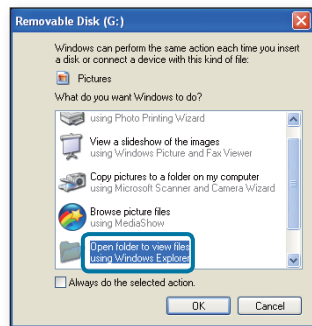 Removable Disk (G:)
Windows can perform the same action each time you insert
a disk or connect a device with this kind of file:
Pictures
What do you want Windows to do?
using Photo Printing Wizard
View a slideshow of the images
using Windows Picture and Fax Viewer
Copy pictures to a folder on my computer
using Microsoft Scanner and Camera Wizard
Browse picture files
using MediaShow
Open folder to view files
using Windows Explorer
Always do the selected action.
OK
Cancel